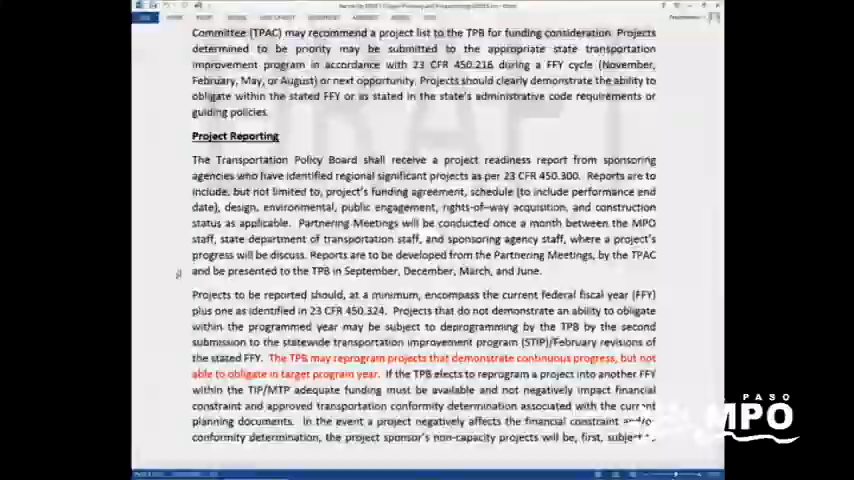 Committee (TPAC) may recommend a project list to the TPB for funding consideration. Projects
determined to be priority may be submitted to the appropriate state transportation
improvement program in accordance with 23 CFR 450.216 during a FFY cycle (November,
February, May, or August) or next opportunity. Projects should clearly demonstrate the ability to
obligate within the stated FFY or as stated in the state's administrative code requirements or
guiding policies.
Project Reporting
The Transportation Policy Board shall receive a project readiness report from sponsoring
agencies who have identified regional significant projects as per 23 CFR 450.300. Reports are to
include, but not limited to, project's funding agreement, schedule (to include performance end
date), design, environmental, public engagement, rights-of-way acquisition, and construction
status as applicable. Partnering Meetings will be conducted once a month between the MPO
staff, state department of transportation staff, and sponsoring agency staff, where a project's
progress will be discuss. Reports are to be developed from the Partnering Meetings, by the TPAC
and be presented to the TPB in September, December, March, and June.
Projects to be reported should, at a minimum, encompass the current federal fiscal year (FFY)
plus one as identified in 23 CFR 450.324. Projects that do not demonstrate an ability to obligate
within the programmed year may be subject to deprogramming by the TPB by the second
submission to the statewide transportation improvement program (STIP)/February revisions of
the stated FFY. The TPB may reprogram projects that demonstrate continuous progress, but not
able to obligate in target program year. If the TPB elects to reprogram a project into another FFY
within the TIP/MTP adequate funding must be available and not negatively impact financial
constraint and approved transportation conformity determination associated with the current
planning documents. In the event a project negatively affects the financial constraint and/or
conformity determination, the project sponsor's non-capacity projects will be, first, subject
DRAFT
PASO
MPO